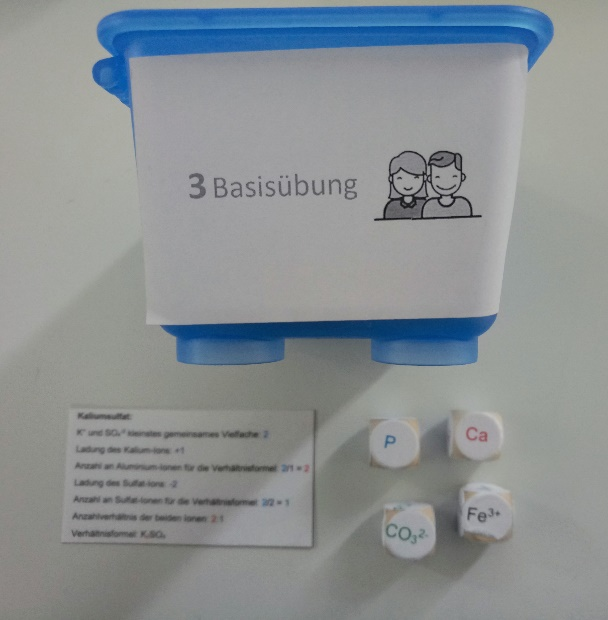 3 Basisübung
Kaliumsulfat:
K⁺ und SO₄⁻² kleinstes gemeinsames Vielfache: 2
Ladung des Kalium-Ions: +1
Anzahl an Aluminium-Ionen für die Verhältnisformel: 2/1 = 2
Ladung des Sulfat-Ions: -2
Anzahl an Sulfat-Ionen für die Verhältnisformel: 2/2 = 1
Anzahlverhältnis der beiden Ionen: 2:1
Verhältnisformel: K₂SO₄
P
Ca
CO₃²⁻
Fe³⁺